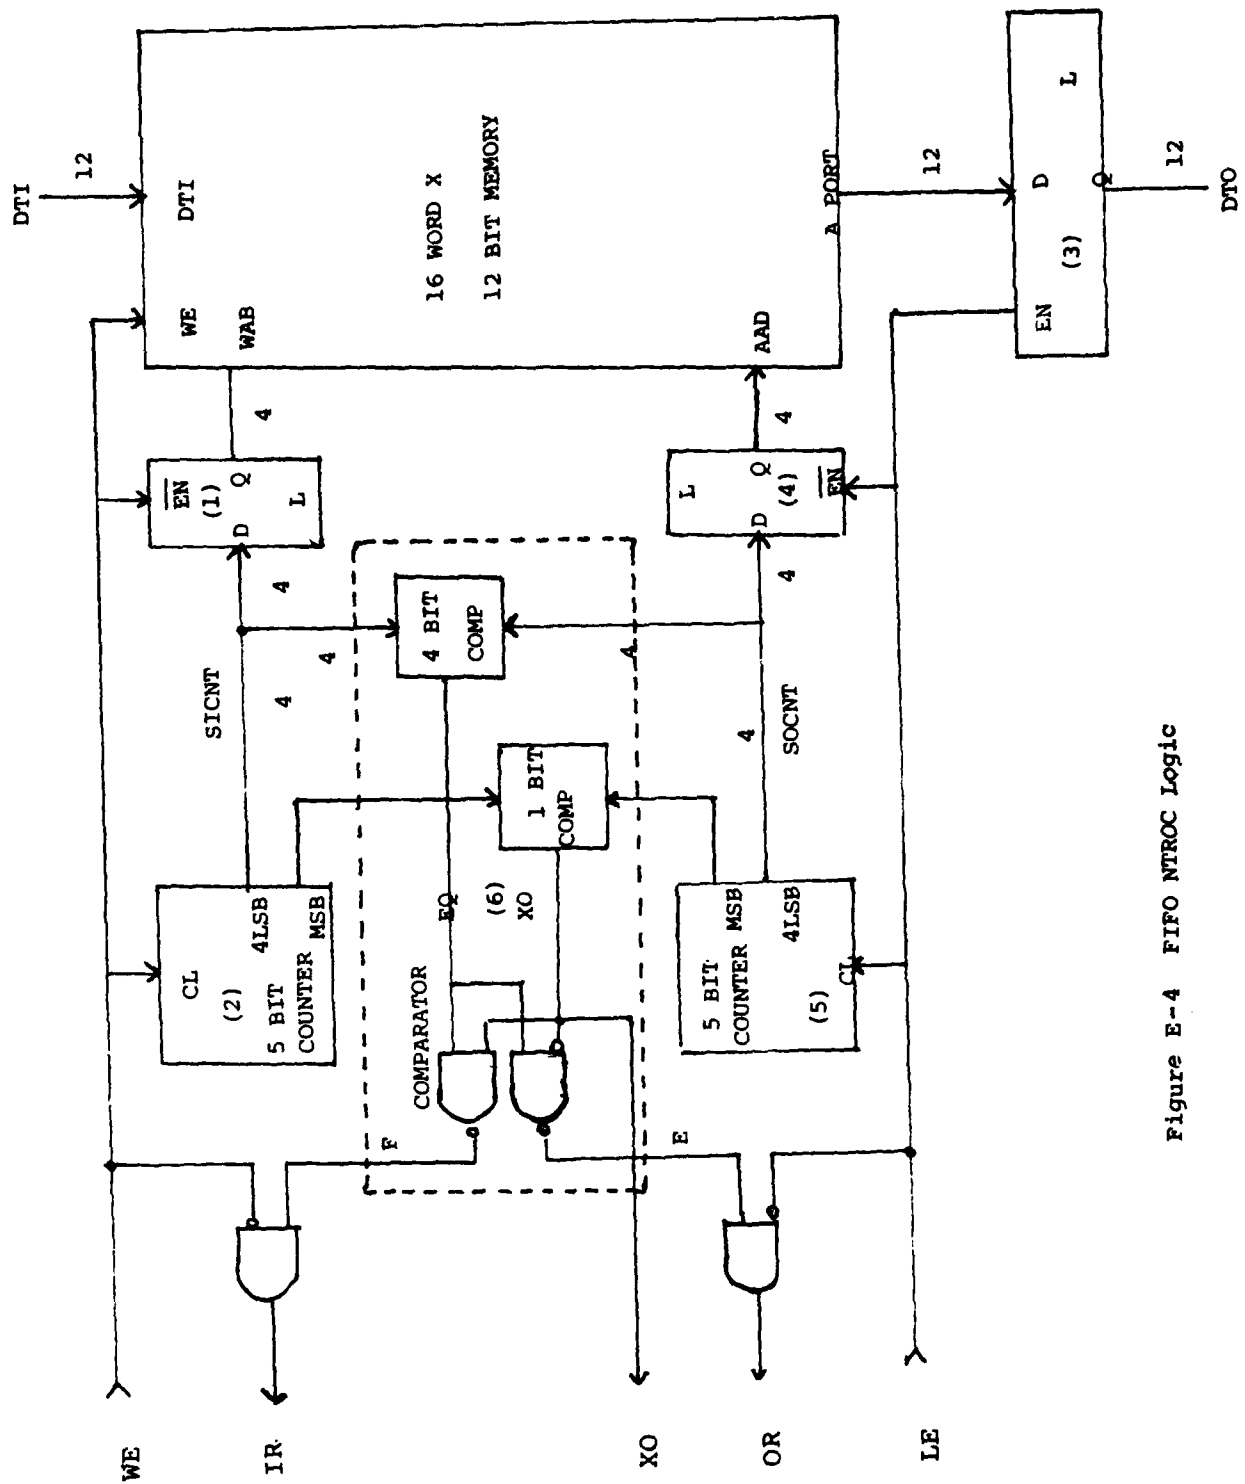 DTI
12
WE
DTI
WAB
16 WORD X
12 BIT MEMORY
AAD
A PORT
12
EN
(3)
D
L
Q
12
DTO
4
EN
(1)
D
Q
L
4
L
Q
D
(4)
EN
4
4
SICNT
4
4
4 BIT
COMP
4
4
SOCNT
1 BIT
COMP
CL
4LSB
(2)
5 BIT
COUNTER
MSB
EQ
(6)
XO
COMPARATOR
5 BIT
COUNTER
MSB
4LSB
(5)
CL
F
E
WE
IR
XO
OR
LE
Figure E-4 FIFO NTROC Logic